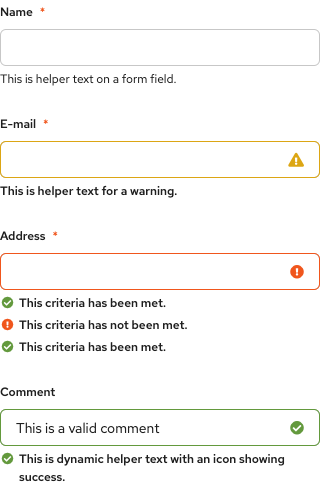 Name *
This is helper text on a form field.
E-mail *
This is helper text for a warning.
Address *
This criteria has been met.
This criteria has not been met.
This criteria has been met.
Comment
This is a valid comment
This is dynamic helper text with an icon showing
success.